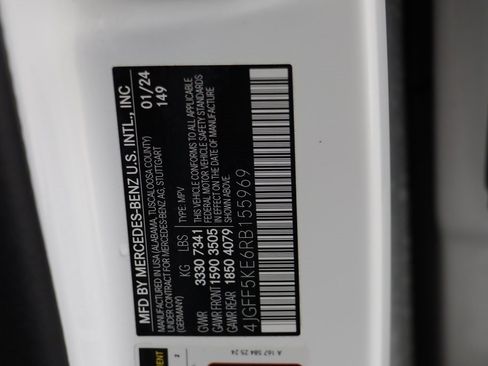 MFD BY MERCEDES-BENZ U.S. INTL., INC
MADE IN USA (ALABAMA, TUSCALOOSA COUNTY)
UNDER CONTRACT FOR MERCEDES-BENZ AG, STUTTGART
(GERMANY)
01/24
149
KG LBS TYPE: MPV
GVWR 3330 7341
GAWR FRONT 1590 3505
GAWR REAR 1850 4079
THIS VEHICLE CONFORMS TO ALL APPLICABLE
FEDERAL MOTOR VEHICLE SAFETY STANDARDS
IN EFFECT ON THE DATE OF MANUFACTURE
SHOWN ABOVE.
4JGFF5KE6RB155969
2
A 167 584 25 24